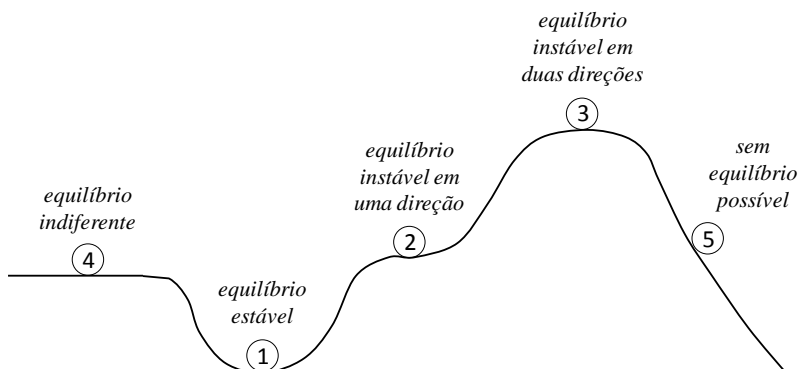 equilíbrio
indiferente
4
equilíbrio
estável
1
equilíbrio
instável em
uma direção
2
equilíbrio
instável em
duas direções
3
sem
equilíbrio
possível
5